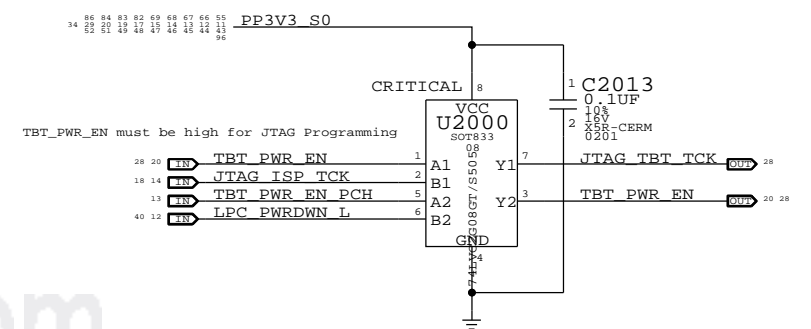 86 84 83 82 69 68 67 66 55
34 29 20 19 17 15 14 13 12 11
52 51 49 48 47 46 45 44 43
96
PP3V3_S0
CRITICAL
8
VCC
U2000
SOT833
08
74LVC2G08GT/S505
GND
4
1
C2013
0.1UF
10%
16V
2
X5R-CERM
0201
TBT_PWR_EN must be high for JTAG Programming
28 20 IN TBT_PWR_EN 1 A1
18 14 IN JTAG_ISP_TCK 2 B1
13 IN TBT_PWR_EN_PCH 5 A2
40 12 IN LPC_PWRDWN_L 6 B2
Y1 7 JTAG_TBT_TCK OUT 28
Y2 3 TBT_PWR_EN OUT 20 28
om